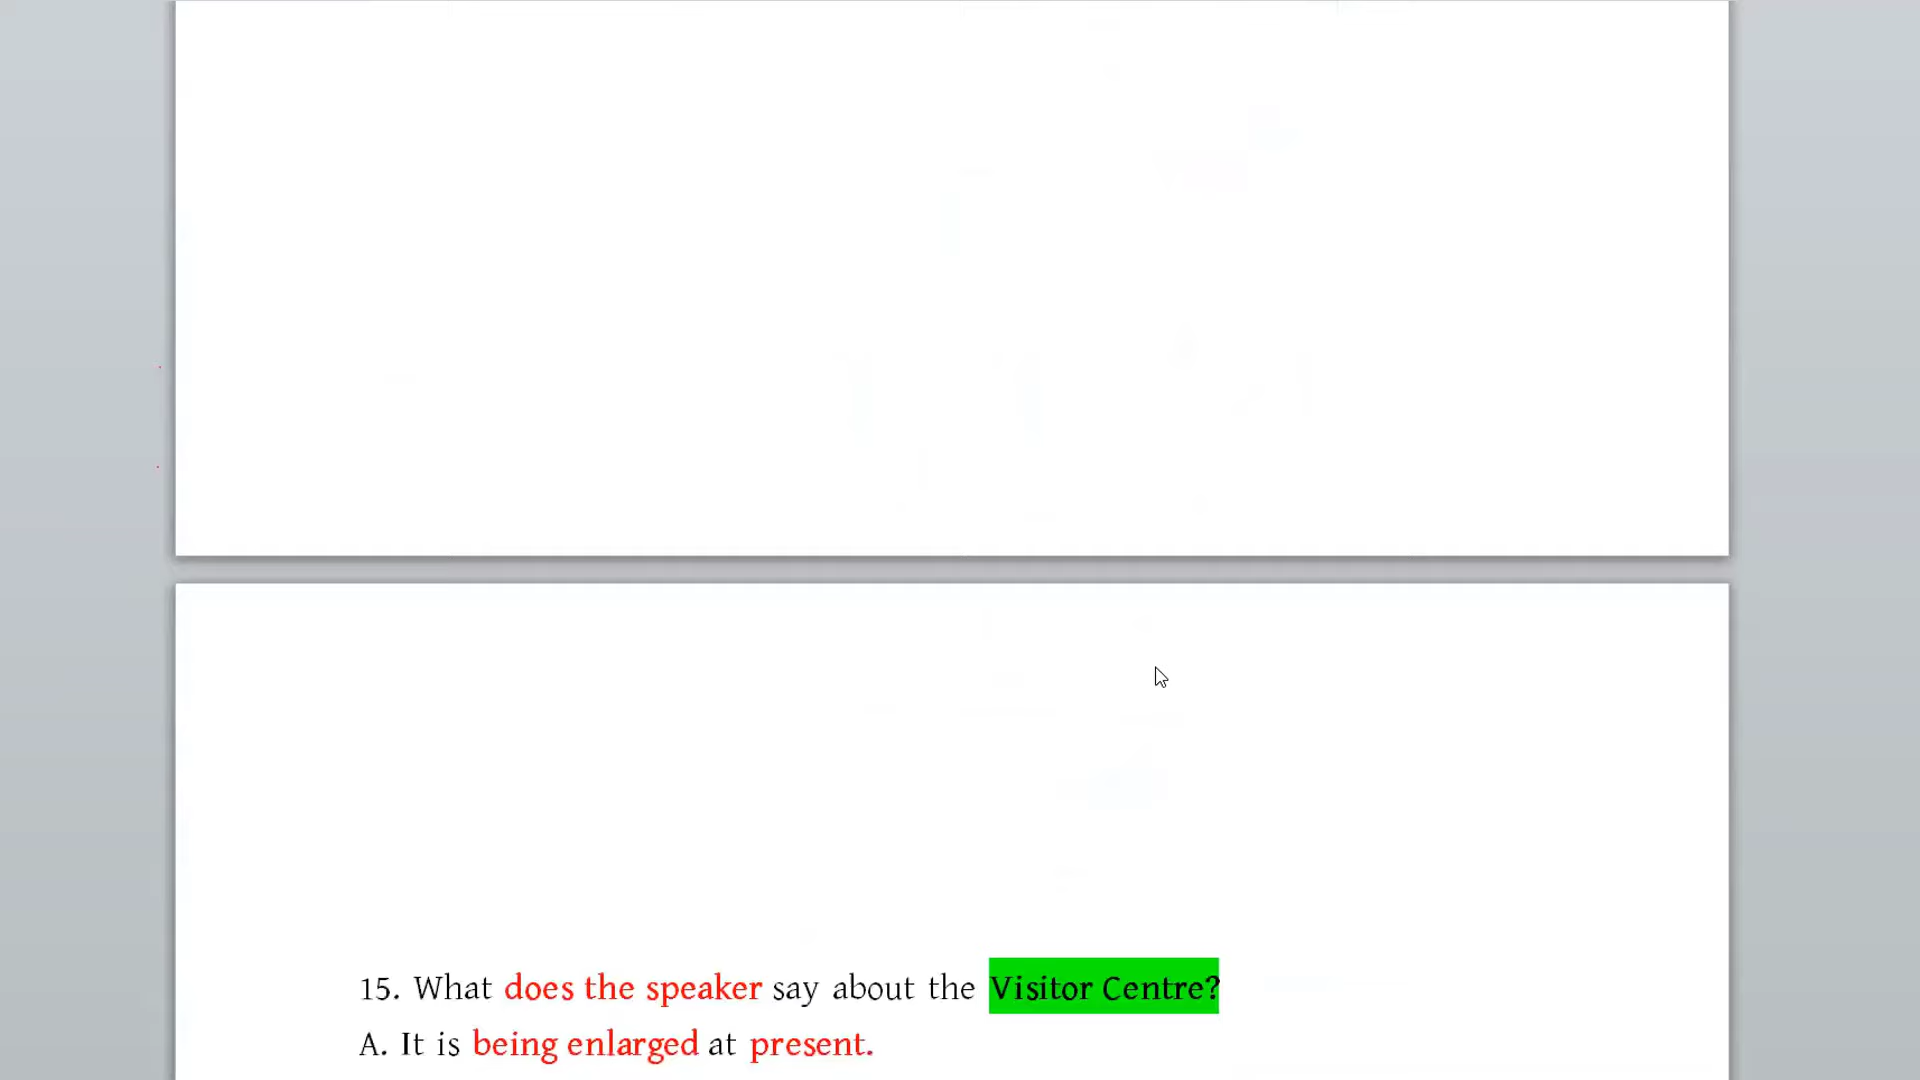 15. What does the speaker say about the Visitor Centre?
A. It is being enlarged at present.